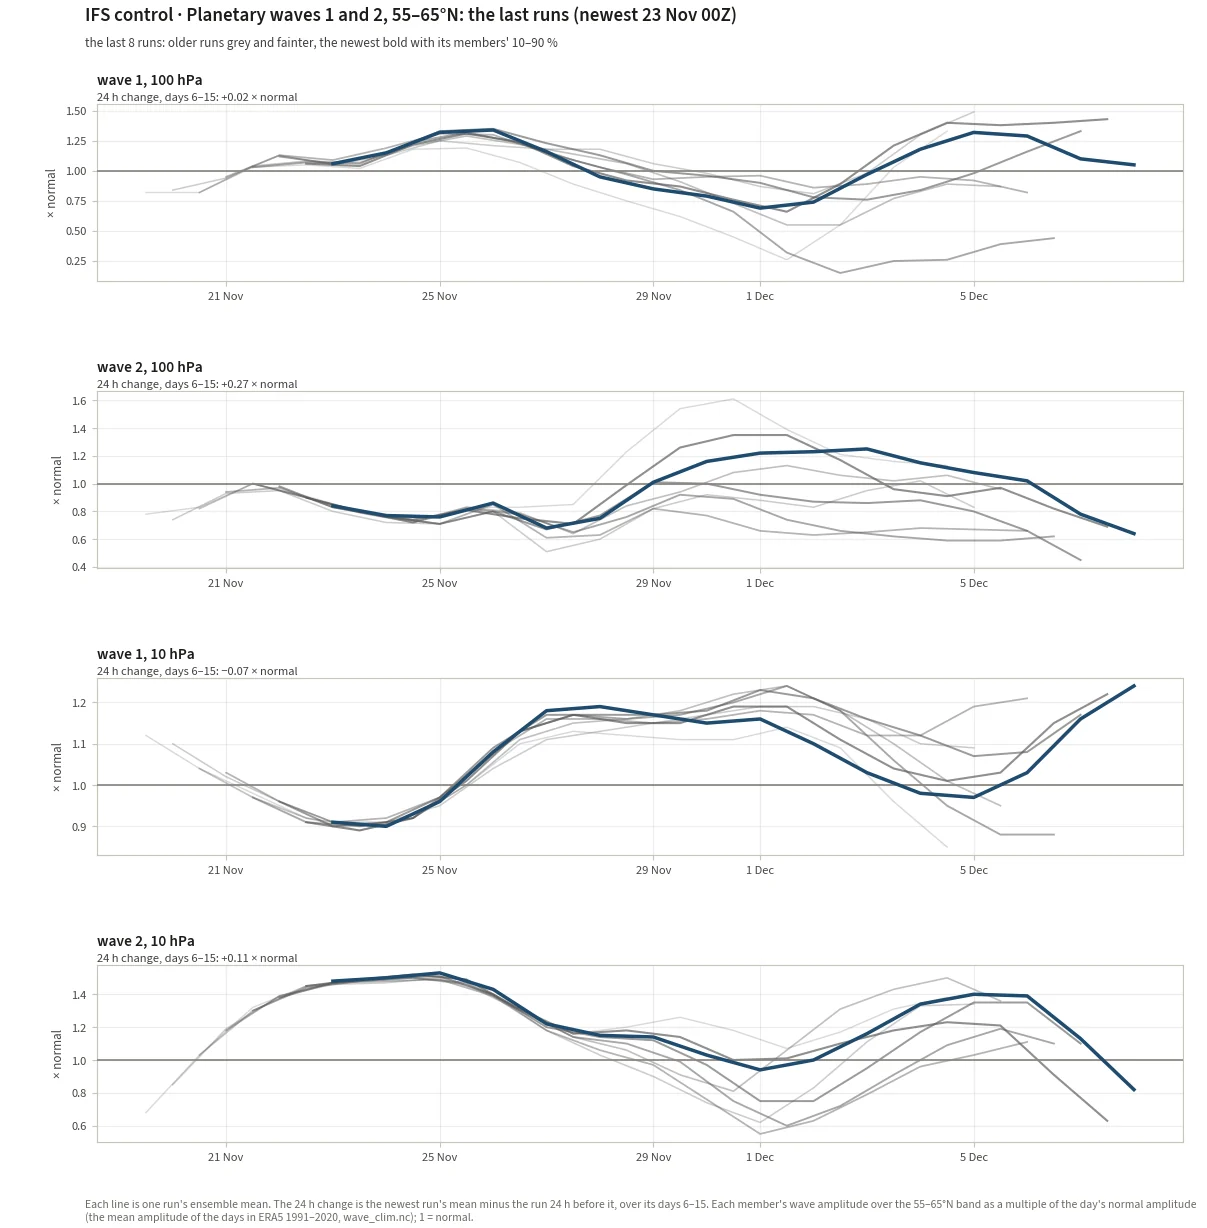 IFS control · Planetary waves 1 and 2, 55–65°N: the last runs (newest 23 Nov 00Z)
the last 8 runs: older runs grey and fainter, the newest bold with its members' 10–90 %
wave 1, 100 hPa
24 h change, days 6–15: +0.02 × normal
1.50
1.25
1.00
0.75
0.50
0.25
× normal
21 Nov 25 Nov 29 Nov 1 Dec 5 Dec
wave 2, 100 hPa
24 h change, days 6–15: +0.27 × normal
1.6
1.4
1.2
1.0
0.8
0.6
0.4
× normal
21 Nov 25 Nov 29 Nov 1 Dec 5 Dec
wave 1, 10 hPa
24 h change, days 6–15: −0.07 × normal
1.2
1.1
1.0
0.9
× normal
21 Nov 25 Nov 29 Nov 1 Dec 5 Dec
wave 2, 10 hPa
24 h change, days 6–15: +0.11 × normal
1.4
1.2
1.0
0.8
0.6
× normal
21 Nov 25 Nov 29 Nov 1 Dec 5 Dec
Each line is one run's ensemble mean. The 24 h change is the newest run's mean minus the run 24 h before it, over its days 6–15. Each member's wave amplitude over the 55–65°N band as a multiple of the day's normal amplitude
(the mean amplitude of the days in ERA5 1991–2020, wave_clim.nc); 1 = normal.